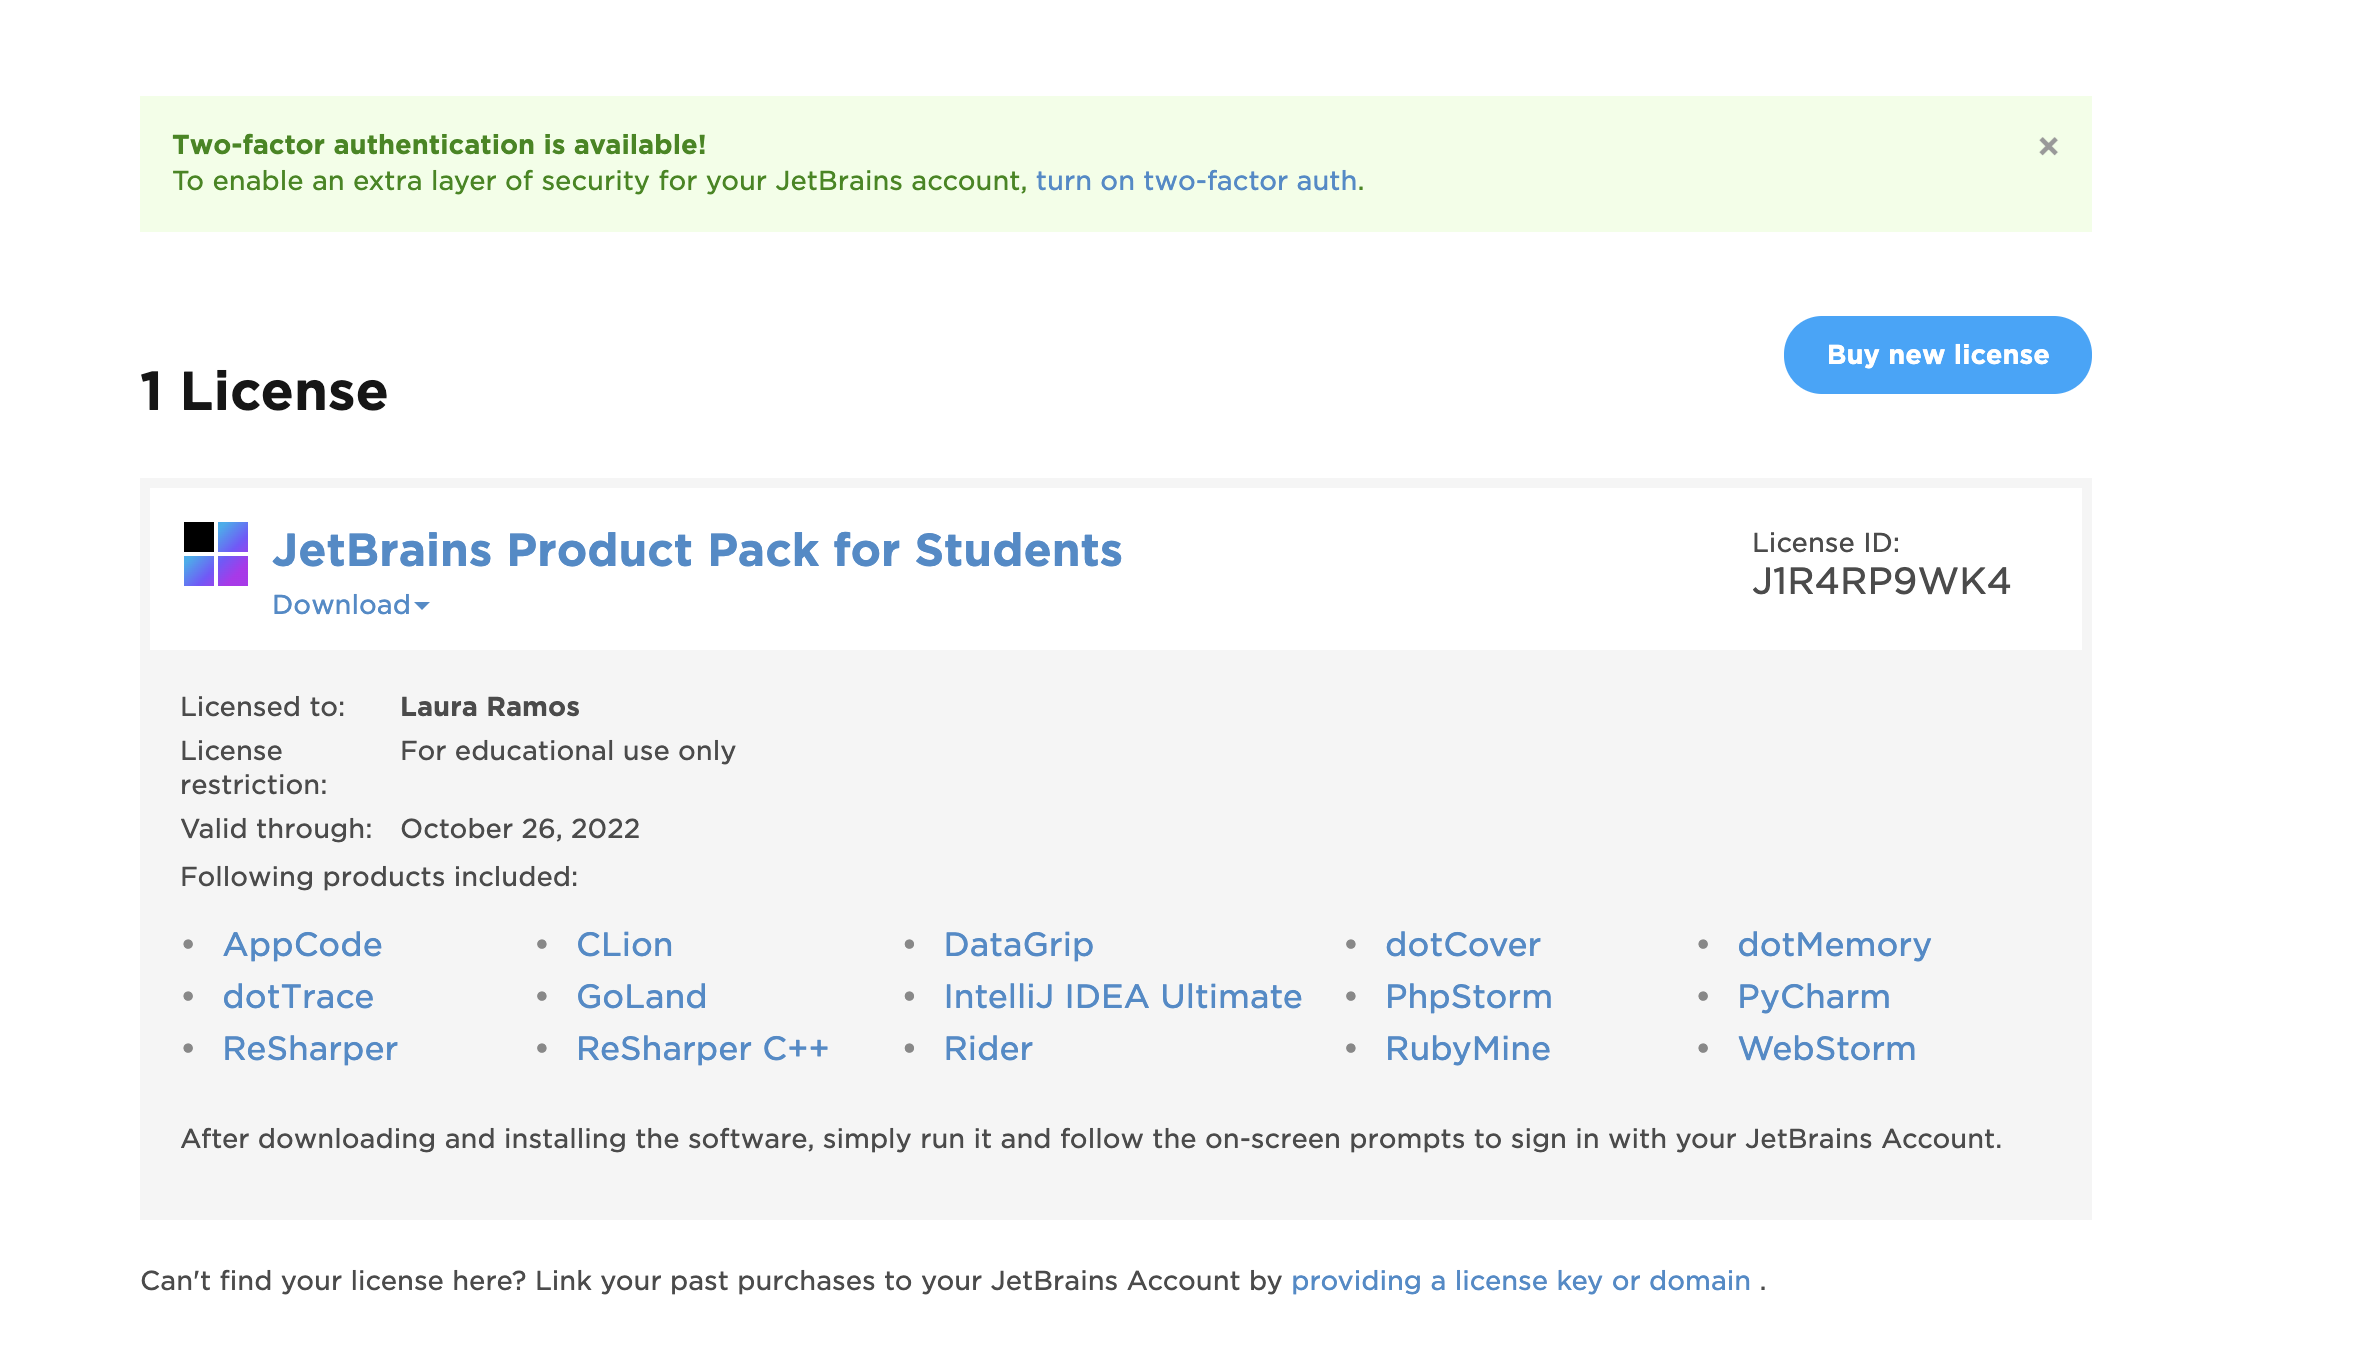 Two-factor authentication is available!
To enable an extra layer of security for your JetBrains account, turn on two-factor auth.
×
Buy new license
1 License
JetBrains Product Pack for Students
Download
License ID:
J1R4RP9WK4
Licensed to: Laura Ramos
License restriction: For educational use only
Valid through: October 26, 2022
Following products included:
• AppCode • CLion • DataGrip • dotCover • dotMemory
• dotTrace • GoLand • IntelliJ IDEA Ultimate • PhpStorm • PyCharm
• ReSharper • ReSharper C++ • Rider • RubyMine • WebStorm
After downloading and installing the software, simply run it and follow the on-screen prompts to sign in with your JetBrains Account.
Can't find your license here? Link your past purchases to your JetBrains Account by providing a license key or domain .